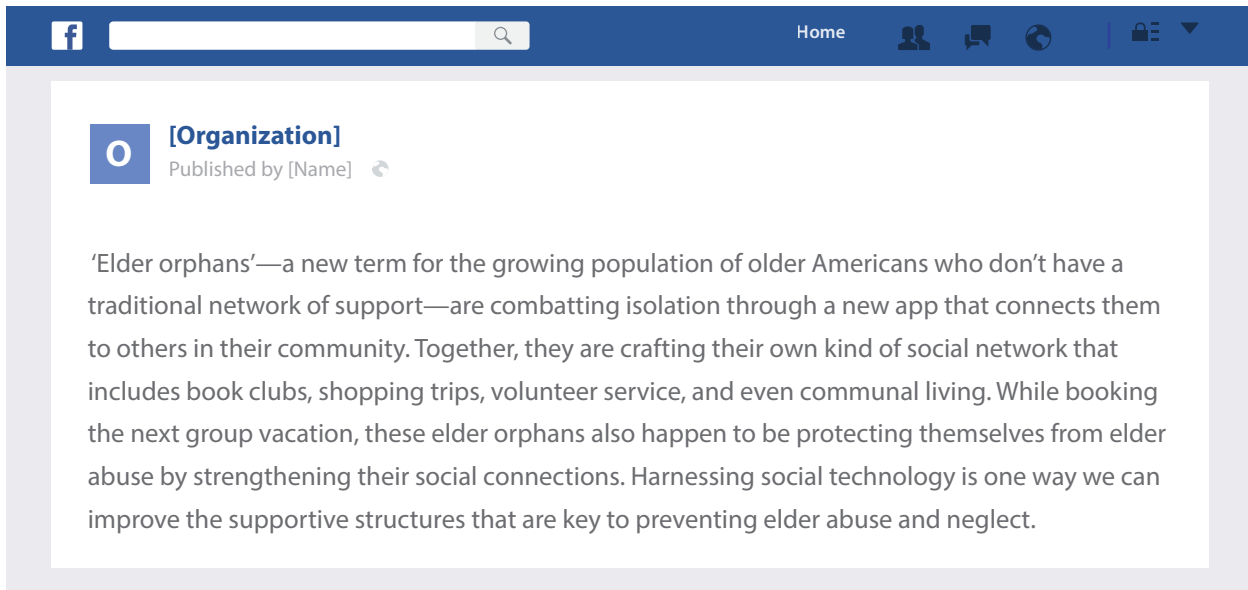 f
Home
O
[Organization]
Published by [Name]
‘Elder orphans’—a new term for the growing population of older Americans who don’t have a
traditional network of support—are combatting isolation through a new app that connects them
to others in their community. Together, they are crafting their own kind of social network that
includes book clubs, shopping trips, volunteer service, and even communal living. While booking
the next group vacation, these elder orphans also happen to be protecting themselves from elder
abuse by strengthening their social connections. Harnessing social technology is one way we can
improve the supportive structures that are key to preventing elder abuse and neglect.